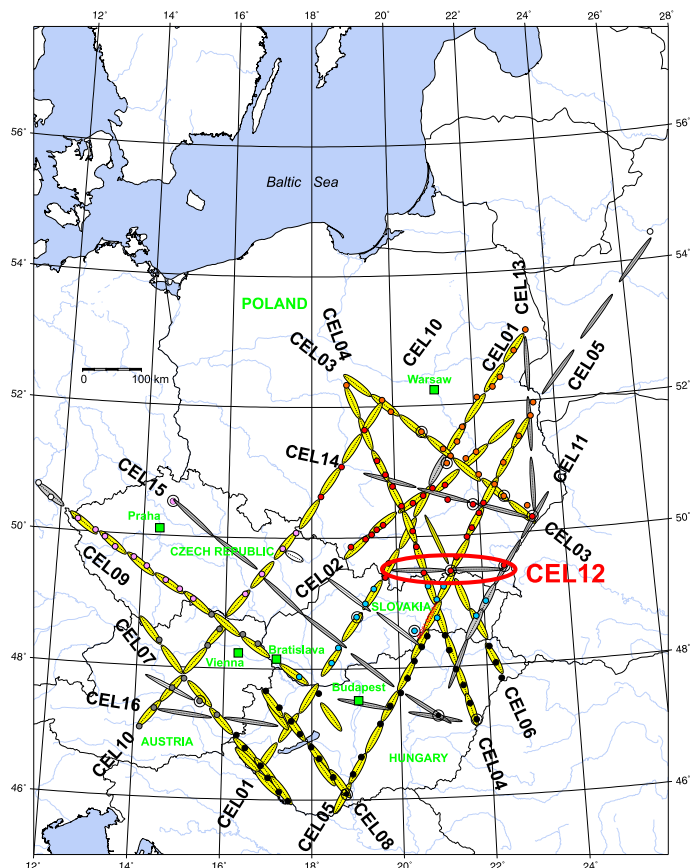 12° 14° 16° 18° 20° 22° 24° 26° 28°
56° 56°
Baltic Sea
54° 54°
CEL13
POLAND
CEL04
CEL10
CEL01
CEL03
CEL05
Warsaw
0 100 km
52° 52°
CEL14
CEL11
CEL15
Praha
50° 50°
CEL03
CZECH REPUBLIC
CEL09
CEL02
CEL12
SLOVAKIA
CEL07
Bratislava
Vienna
48° 48°
Budapest
CEL16
CEL06
AUSTRIA
CEL10
HUNGARY
CEL04
46° 46°
CEL01
CEL05
CEL08
12° 14° 16° 18° 20° 22° 24°